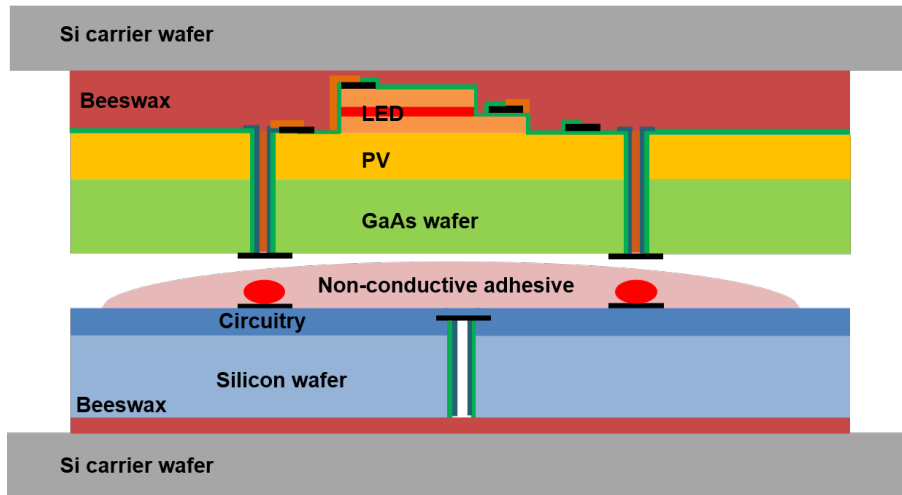 Si carrier wafer
Beeswax
LED
PV
GaAs wafer
Non-conductive adhesive
Circuitry
Silicon wafer
Beeswax
Si carrier wafer